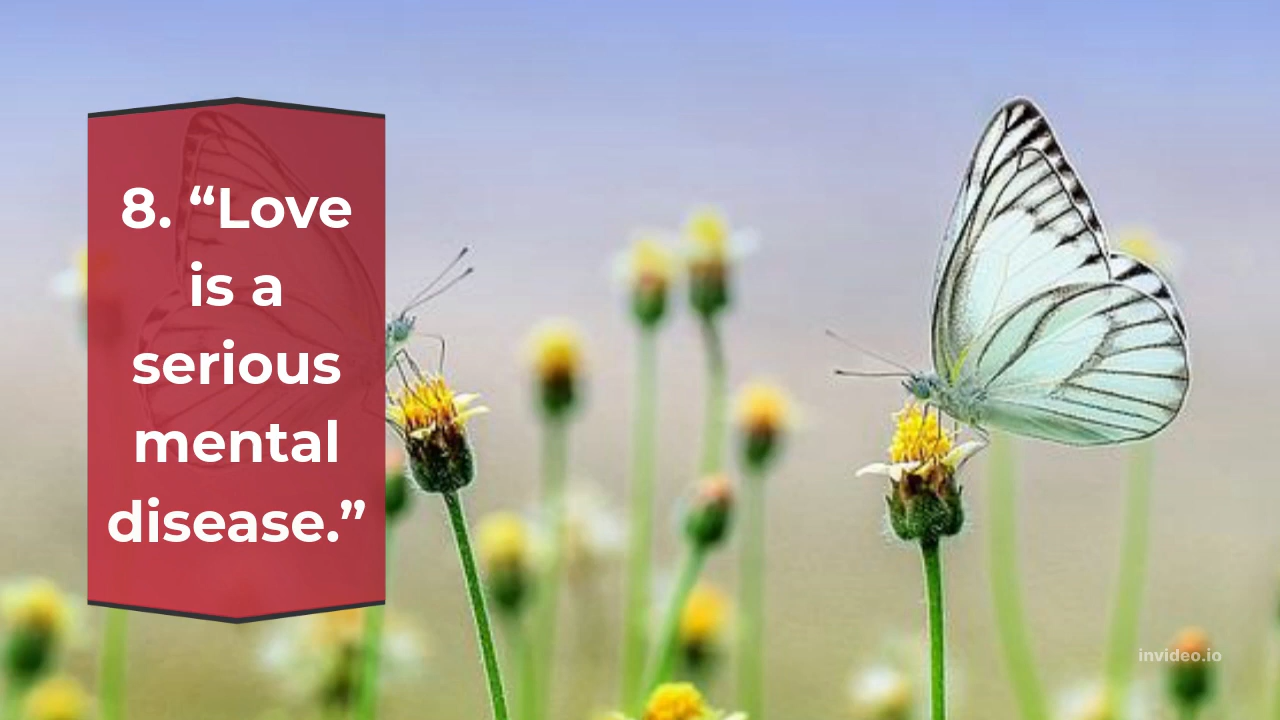 8. “Love
is a
serious
mental
disease.”
invideo.io